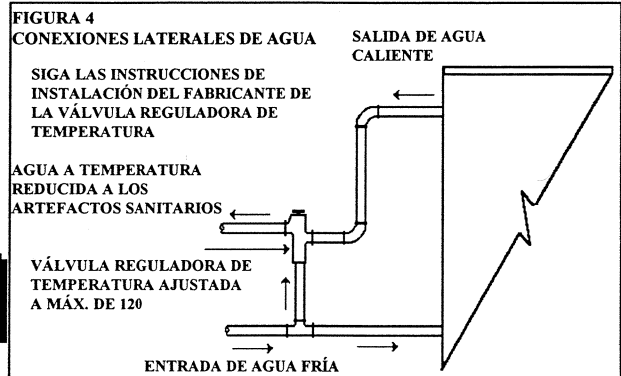 FIGURA 4
CONEXIONES LATERALES DE AGUA
SALIDA DE AGUA
CALIENTE
SIGA LAS INSTRUCCIONES DE
INSTALACIÓN DEL FABRICANTE DE
LA VÁLVULA REGULADORA DE
TEMPERATURA
AGUA A TEMPERATURA
REDUCIDA A LOS
ARTEFACTOS SANITARIOS
VÁLVULA REGULADORA DE
TEMPERATURA AJUSTADA
A MÁX. DE 120
ENTRADA DE AGUA FRÍA